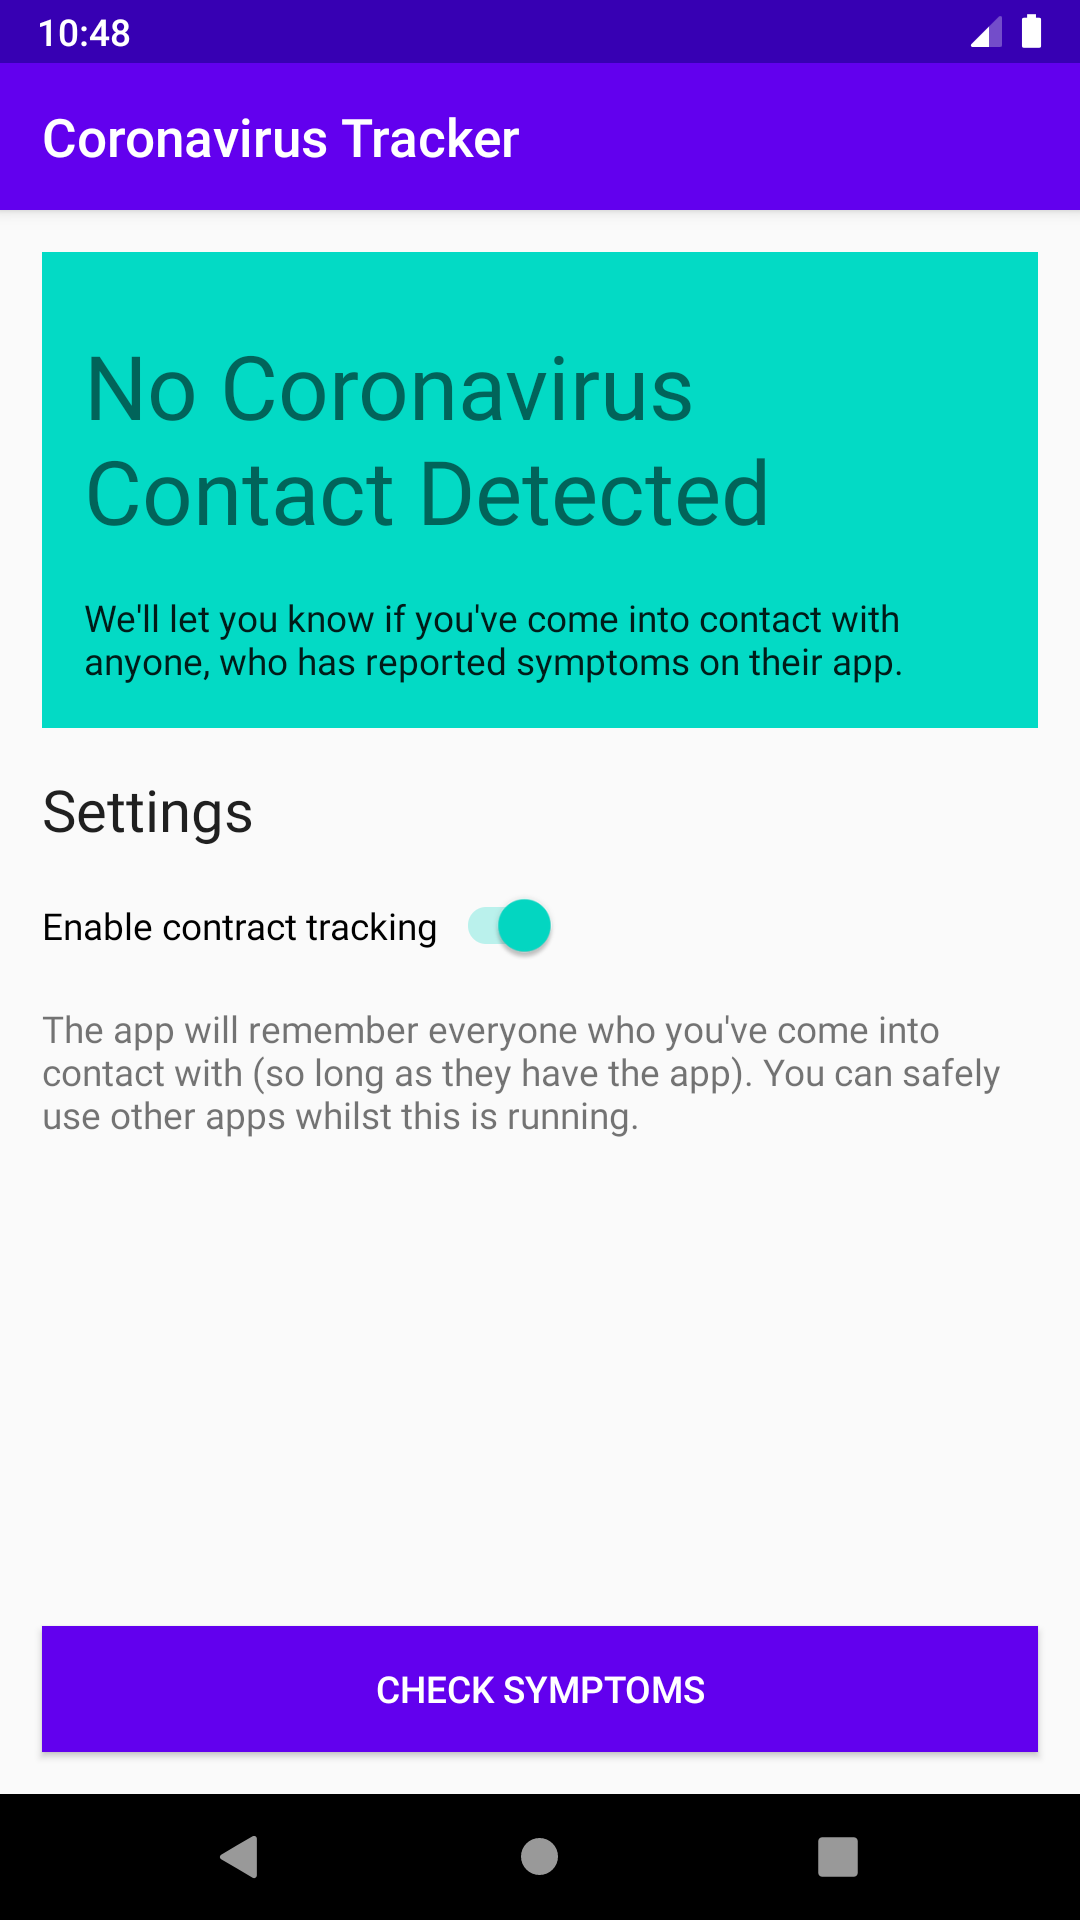 10:48
Coronavirus Tracker
No Coronavirus
Contact Detected
We'll let you know if you've come into contact with
anyone, who has reported symptoms on their app.
Settings
Enable contract tracking
The app will remember everyone who you've come into
contact with (so long as they have the app). You can safely
use other apps whilst this is running.
CHECK SYMPTOMS